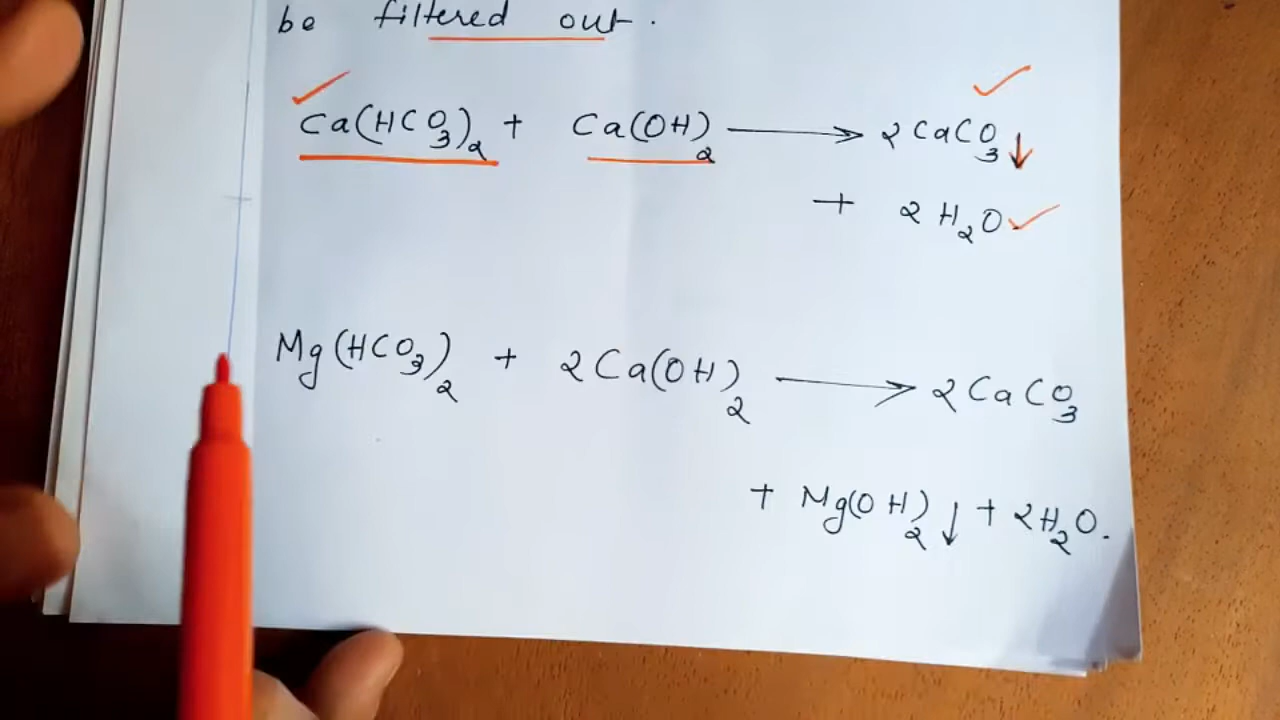 be filtered out.
Ca(HCO₃)₂ + Ca(OH)₂ ⟶ 2CaCO₃↓
+ 2H₂O
Mg(HCO₃)₂ + 2Ca(OH)₂ ⟶ 2CaCO₃
+ Mg(OH)₂↓ + 2H₂O.